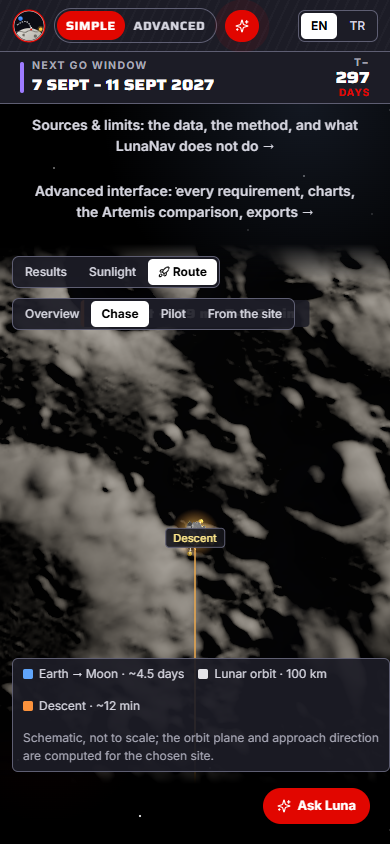 SIMPLE
ADVANCED
EN
TR
NEXT GO WINDOW
7 SEPT – 11 SEPT 2027
T−
297
DAYS
Sources & limits: the data, the method, and what
LunaNav does not do →
Advanced interface: every requirement, charts,
the Artemis comparison, exports →
Results
Sunlight
Route
Overview
Chase
Pilot
From the site
Descent
Earth → Moon · ~4.5 days
Lunar orbit · 100 km
Descent · ~12 min
Schematic, not to scale; the orbit plane and approach direction
are computed for the chosen site.
Ask Luna